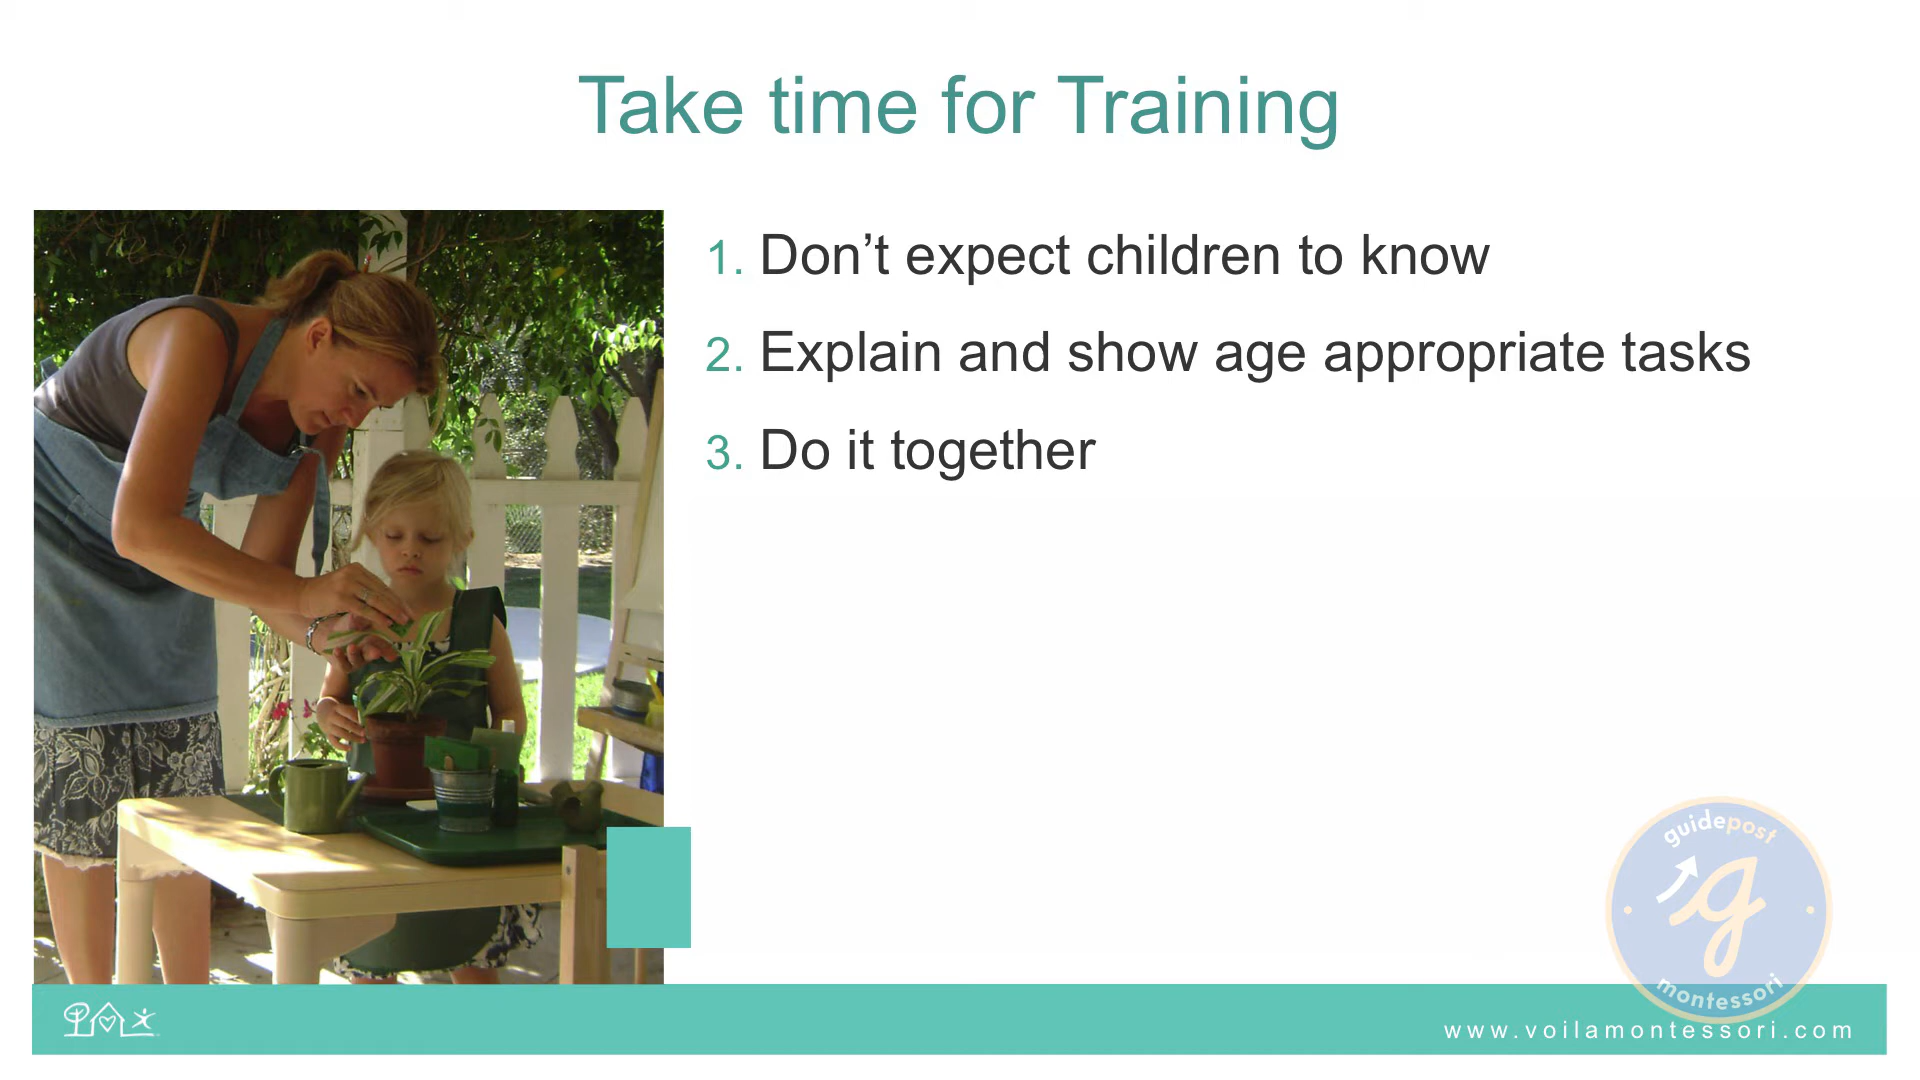 Take time for Training
1. Don’t expect children to know
2. Explain and show age appropriate tasks
3. Do it together
guidepost
g
montessori
www.voilamontessori.com